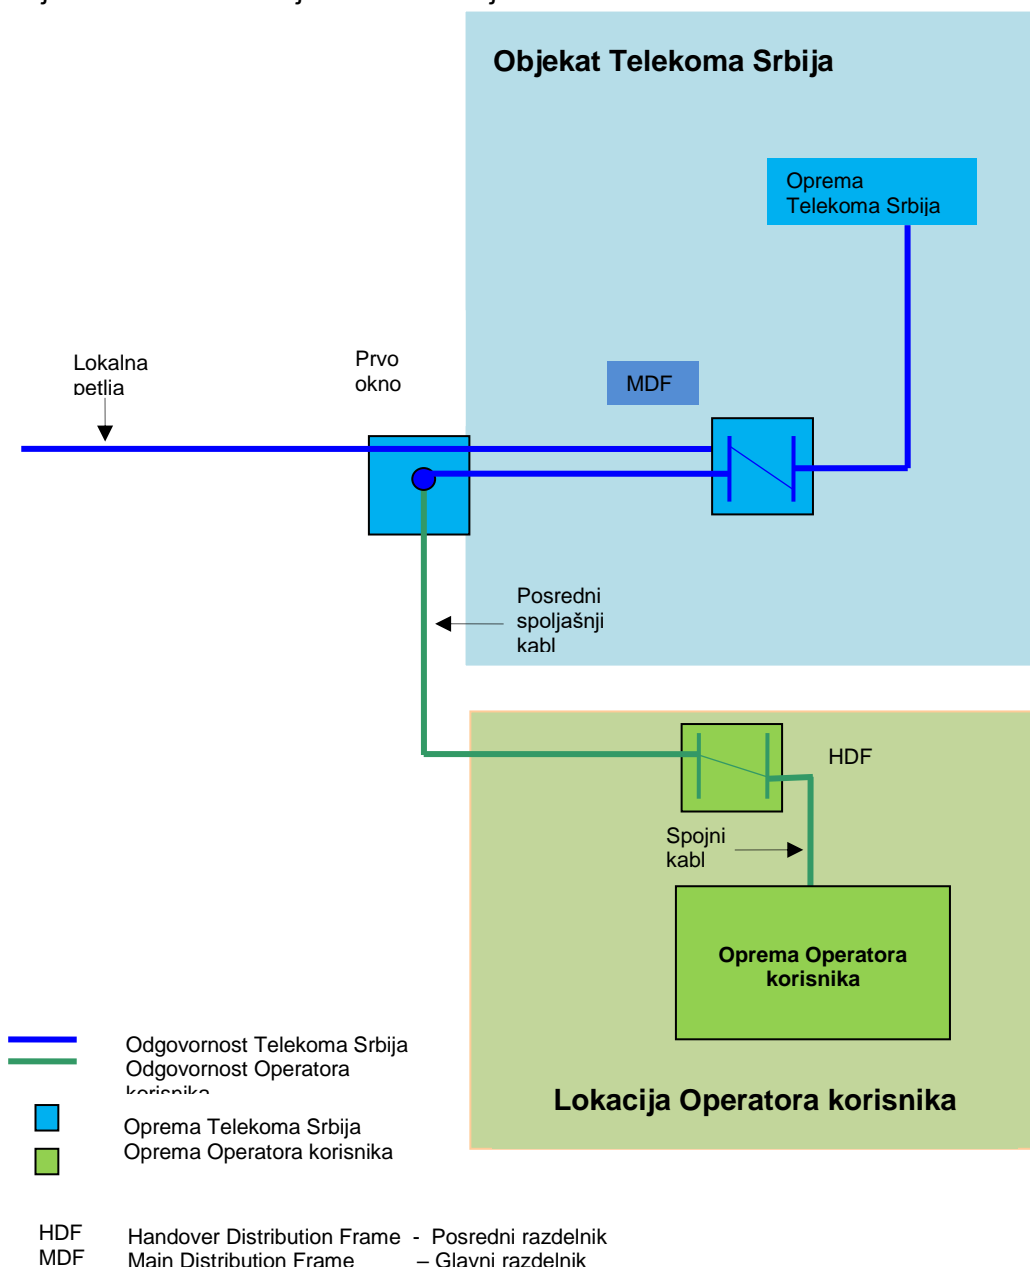 Objekat Telekoma Srbija
Oprema
Telekoma Srbija
Lokalna
petlja
Prvo
okno
MDF
Posredni
spoljašnji
kabl
HDF
Spojni
kabl
Oprema Operatora
korisnika
Lokacija Operatora korisnika
Odgovornost Telekoma Srbija
Odgovornost Operatora
korisnika
Oprema Telekoma Srbija
Oprema Operatora korisnika
HDF Handover Distribution Frame - Posredni razdelnik
MDF Main Distribution Frame – Glavni razdelnik